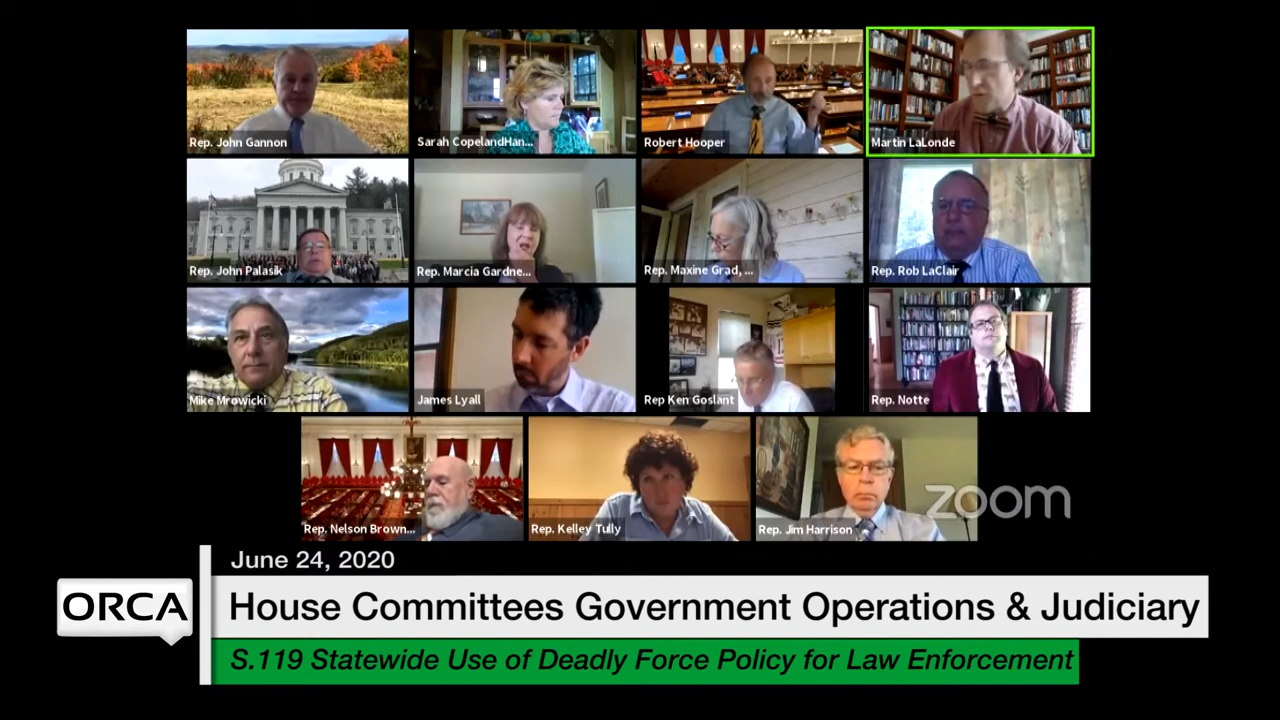 Rep. John Gannon
Sarah CopelandHan...
Robert Hooper
Martin LaLonde
Rep. John Palasik
Rep. Marcia Gardne...
Rep. Maxine Grad, ...
Rep. Rob LaClair
Mike Mrowicki
James Lyall
Rep Ken Goslant
Rep. Notte
Rep. Nelson Brown...
Rep. Kelley Tully
Rep. Jim Harrison
zoom
June 24, 2020
ORCA
House Committees Government Operations & Judiciary
S.119 Statewide Use of Deadly Force Policy for Law Enforcement